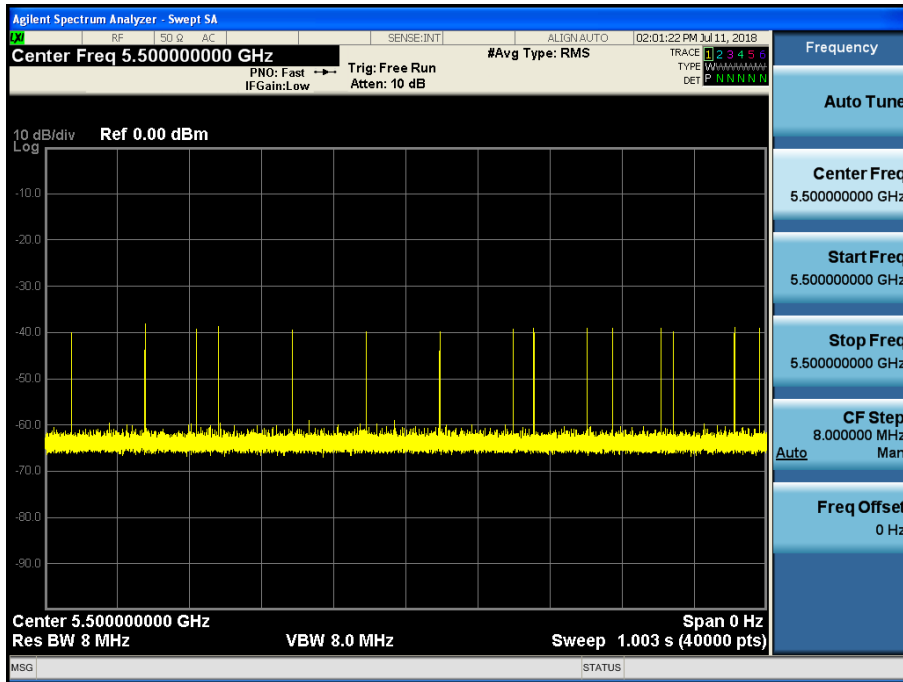 Agilent Spectrum Analyzer - Swept SA
LXI RF 50 Ω AC SENSE:INT ALIGN AUTO 02:01:22 PM Jul 11, 2018
Center Freq 5.500000000 GHz
PNO: Fast
IFGain:Low
Trig: Free Run
Atten: 10 dB
#Avg Type: RMS
TRACE 1 2 3 4 5 6
TYPE
DET P N N N N N
10 dB/div Ref 0.00 dBm
Log
-10.0
-20.0
-30.0
-40.0
-50.0
-60.0
-70.0
-80.0
-90.0
Center 5.500000000 GHz Span 0 Hz
Res BW 8 MHz VBW 8.0 MHz Sweep 1.003 s (40000 pts)
MSG STATUS
Frequency
Auto Tune
Center Freq
5.500000000 GHz
Start Freq
5.500000000 GHz
Stop Freq
5.500000000 GHz
CF Step
8.000000 MHz
Auto Man
Freq Offset
0 Hz